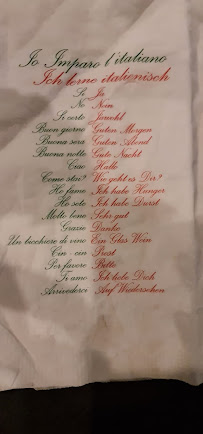 Io Imparo l'italiano
Ich lerne italienisch
Si Ja
No Nein
Si certo Jawohl
Buon giorno Guten Morgen
Buona sera Guten Abend
Buona notte Gute Nacht
Ciao Hallo
Come stai? Wie geht es Dir?
Ho fame Ich habe Hunger
Ho sete Ich habe Durst
Molto bene Sehr gut
Grazie Danke
Un bicchiere di vino Ein Glas Wein
Cin - cin Prost
Per favore Bitte
Ti amo Ich liebe Dich
Arrivederci Auf Wiedersehen